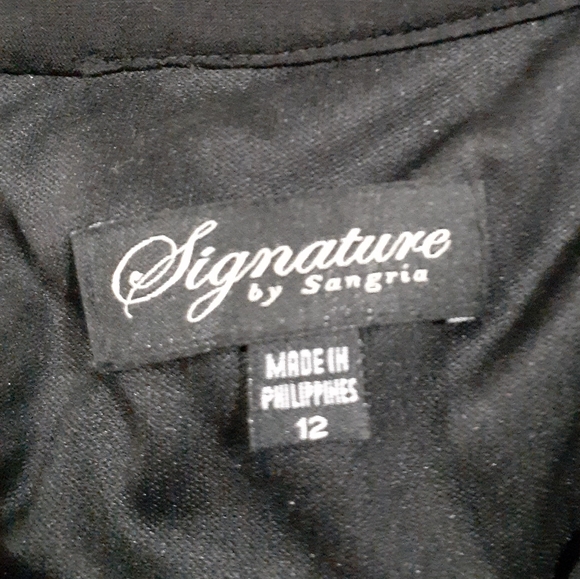 Signature
by Sangria
MADE IN
PHILIPPINES
12